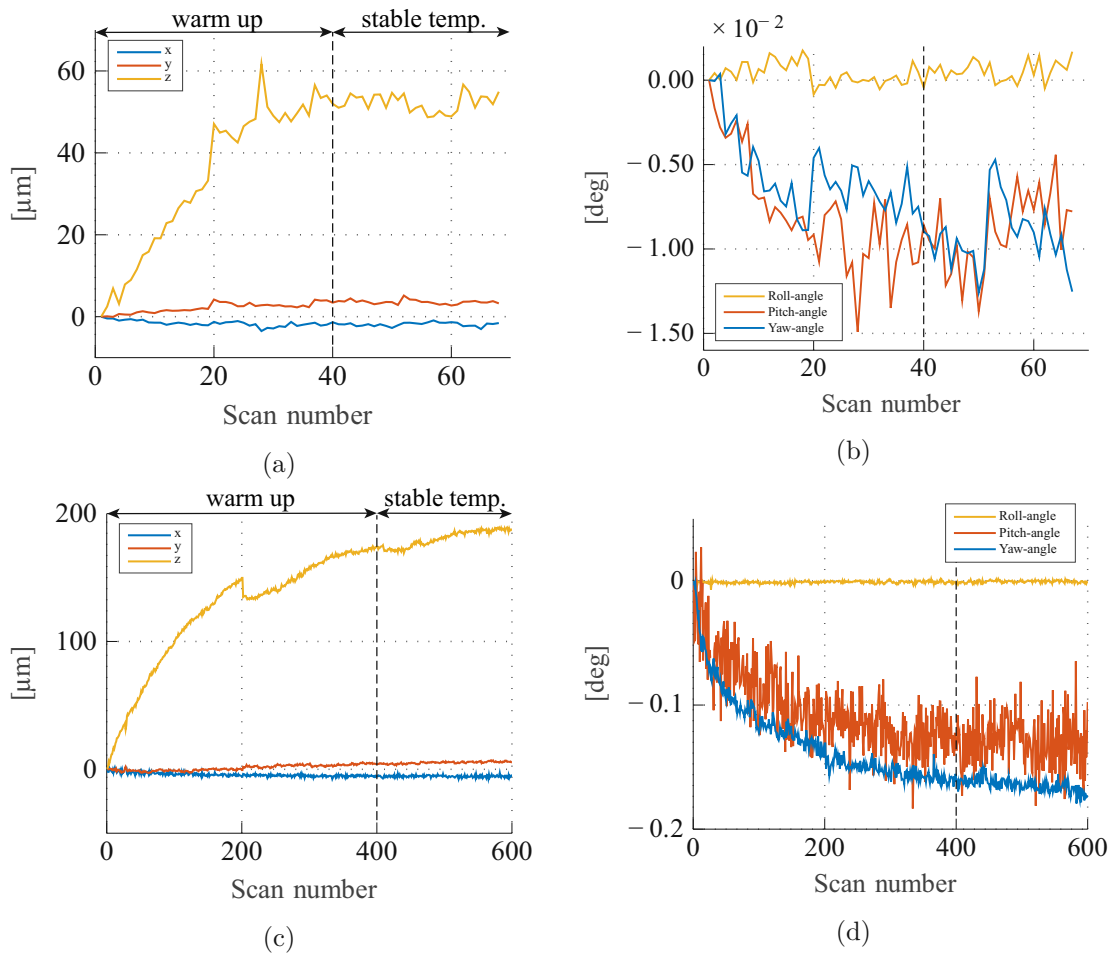 warm up stable temp.
x
y
z
60
40
20
0
[μm]
0 20 40 60
Scan number
(a)
× 10−2
0.00
−0.50
−1.00
−1.50
[deg]
Roll-angle
Pitch-angle
Yaw-angle
0 20 40 60
Scan number
(b)
warm up stable temp.
x
y
z
200
100
0
[μm]
0 200 400 600
Scan number
(c)
Roll-angle
Pitch-angle
Yaw-angle
0
−0.1
−0.2
[deg]
0 200 400 600
Scan number
(d)